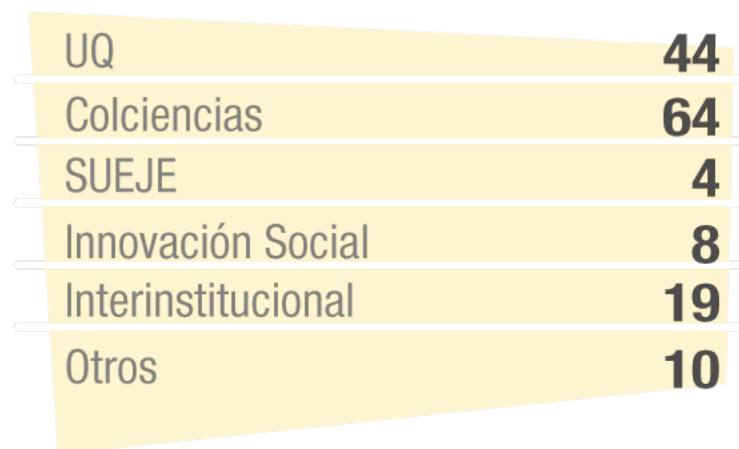 UQ 44
Colciencias 64
SUEJE 4
Innovación Social 8
Interinstitucional 19
Otros 10